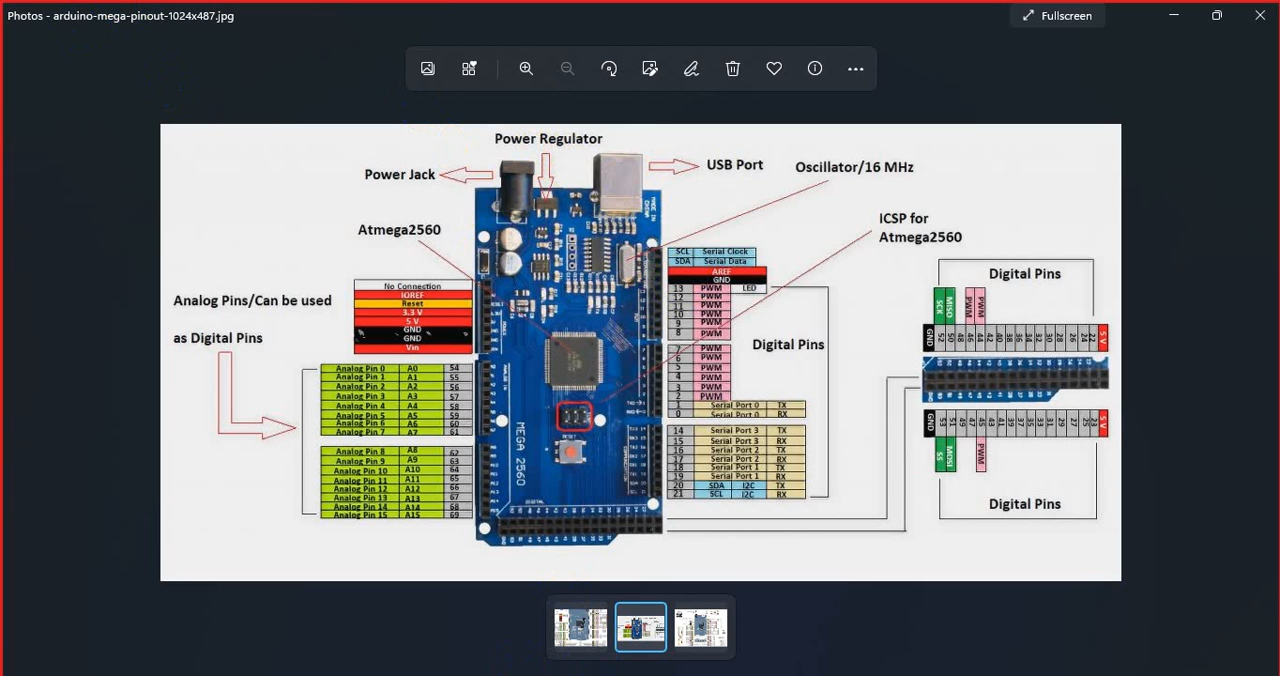 Photos - arduino-mega-pinout-1024x487.jpg
Fullscreen
Power Regulator
Power Jack
USB Port
Oscillator/16 MHz
Atmega2560
ICSP for
Atmega2560
Analog Pins/Can be used
as Digital Pins
No Connection
IOREF
Reset
3.3 V
5 V
GND
GND
Vin
Analog Pin 0 A0 54
Analog Pin 1 A1 55
Analog Pin 2 A2 56
Analog Pin 3 A3 57
Analog Pin 4 A4 58
Analog Pin 5 A5 59
Analog Pin 6 A6 60
Analog Pin 7 A7 61
Analog Pin 8 A8 62
Analog Pin 9 A9 63
Analog Pin 10 A10 64
Analog Pin 11 A11 65
Analog Pin 12 A12 66
Analog Pin 13 A13 67
Analog Pin 14 A14 68
Analog Pin 15 A15 69
MADE IN
RESET
MEGA 2560
DIGITAL
SCL Serial Clock
SDA Serial Data
AREF
GND
13 PWM LED
12 PWM
11 PWM
10 PWM
9 PWM
8 PWM
7 PWM
6 PWM
5 PWM
4 PWM
3 PWM
2 PWM
1 Serial Port 0 TX
0 Serial Port 0 RX
14 Serial Port 3 TX
15 Serial Port 3 RX
16 Serial Port 2 TX
17 Serial Port 2 RX
18 Serial Port 1 TX
19 Serial Port 1 RX
20 SDA I2C TX
21 SCL I2C RX
Digital Pins
Digital Pins
SCK MISO PWM PWM
GND 52 50 48 46 44 42 40 38 36 34 32 30 28 26 24 22 5 V
GND 53 51 49 47 45 43 41 39 37 35 33 31 29 27 25 23 5 V
SS MOSI PWM
Digital Pins